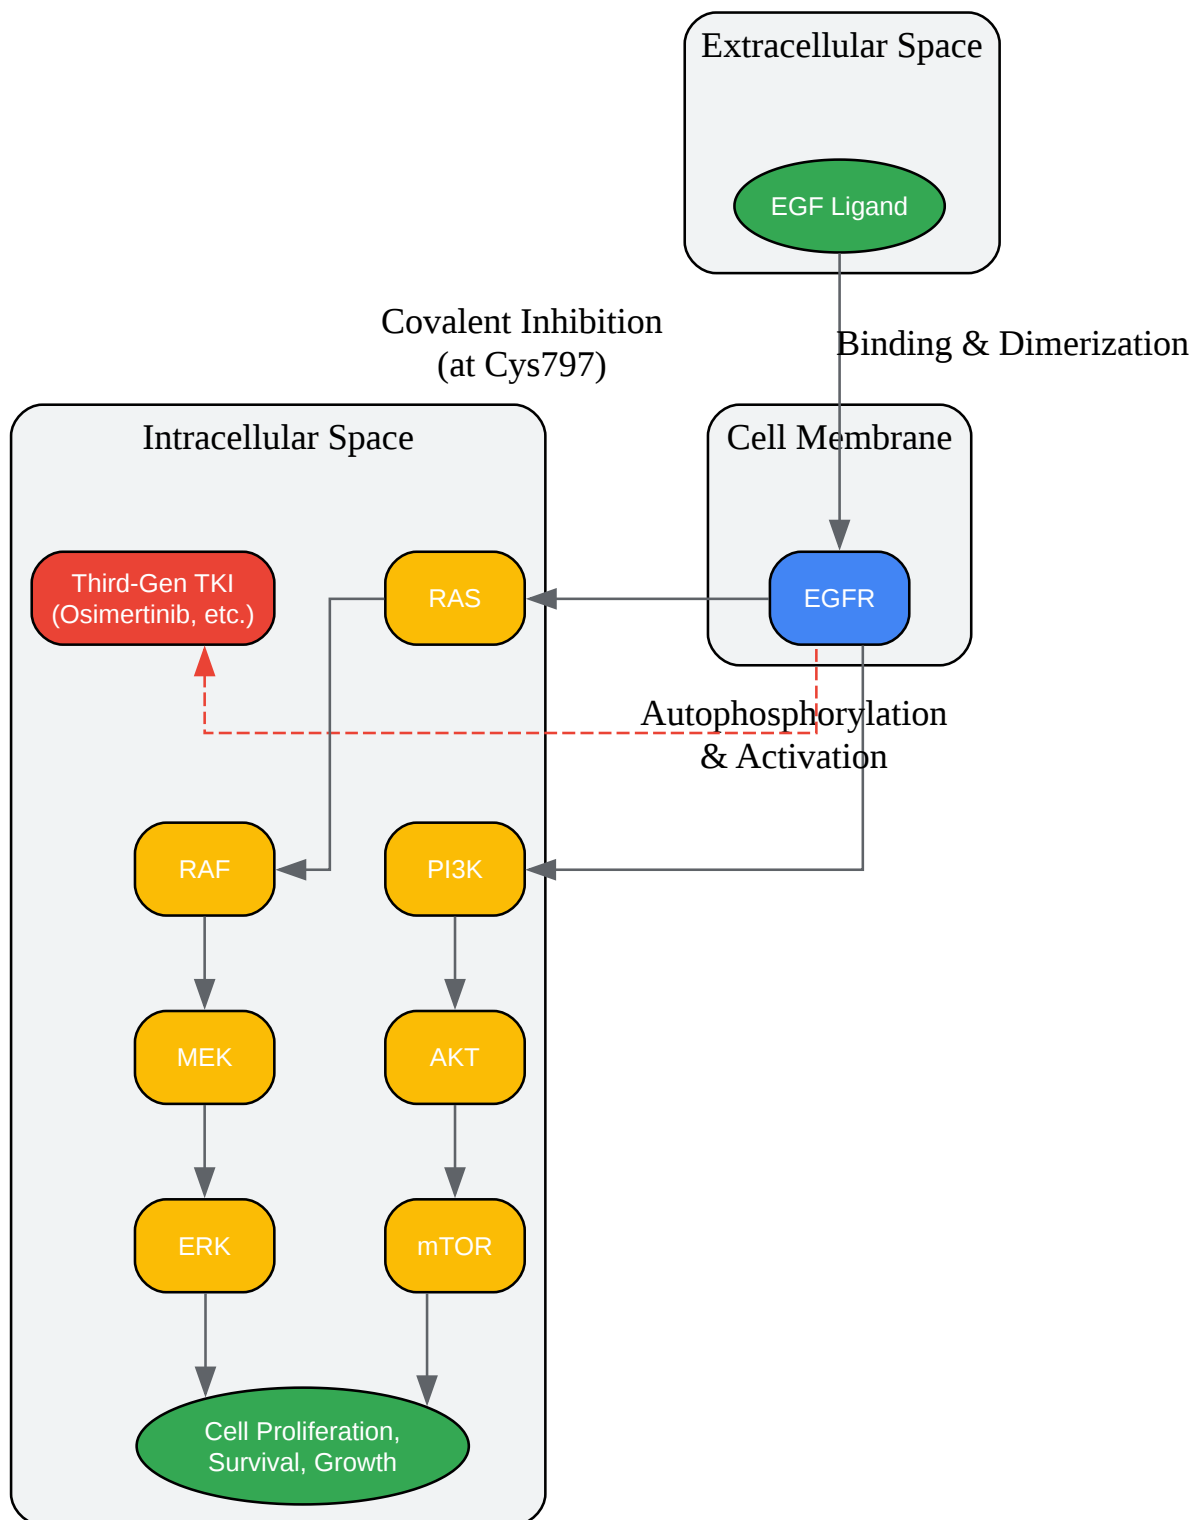 Extracellular Space
EGF Ligand
Covalent Inhibition
(at Cys797)
Binding & Dimerization
Intracellular Space
Cell Membrane
Third-Gen TKI
(Osimertinib, etc.)
RAS
EGFR
Autophosphorylation
& Activation
RAF
PI3K
MEK
AKT
ERK
mTOR
Cell Proliferation,
Survival, Growth